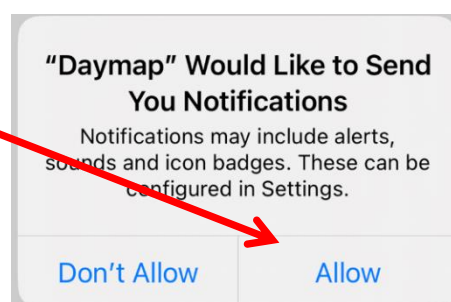 “Daymap” Would Like to Send
You Notifications
Notifications may include alerts,
sounds and icon badges. These can be
configured in Settings.
Don’t Allow
Allow